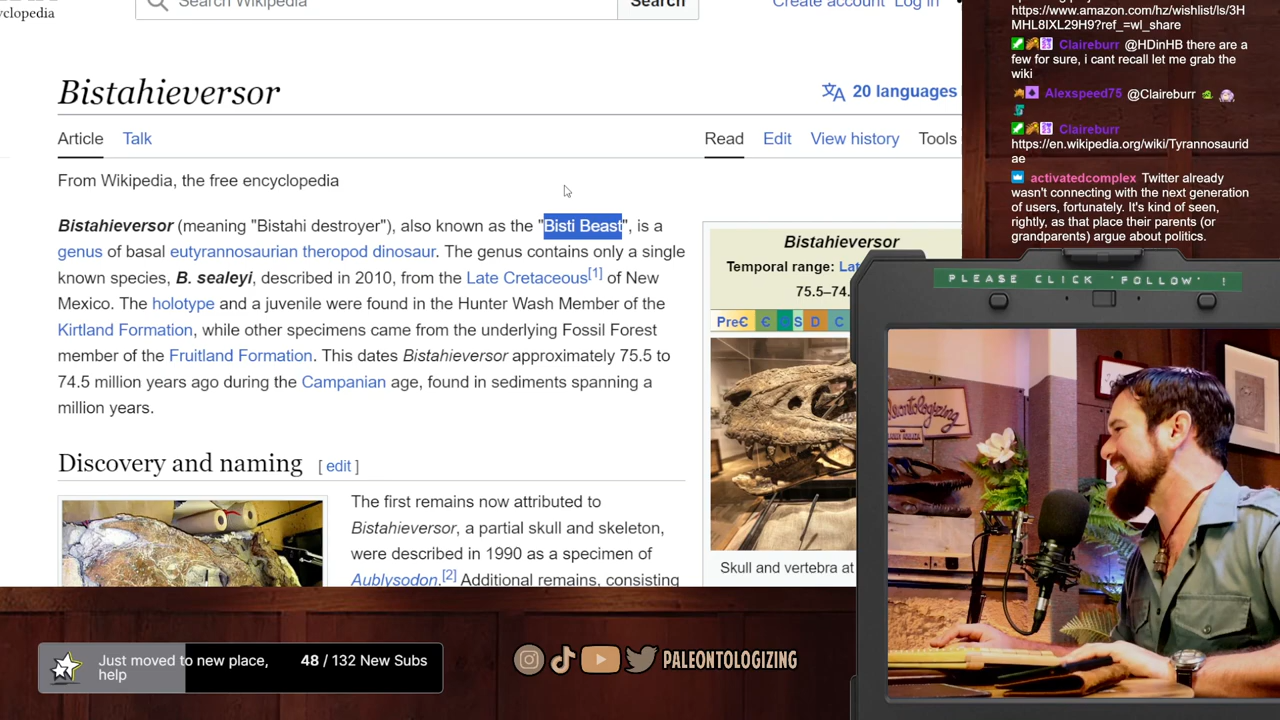 clopedia
Search Wikipedia
Search
Create account Log in
Bistahieversor
20 languages
Article Talk
Read Edit View history Tools
From Wikipedia, the free encyclopedia
Bistahieversor (meaning "Bistahi destroyer"), also known as the "Bisti Beast", is a
genus of basal eutyrannosaurian theropod dinosaur. The genus contains only a single
known species, B. sealeyi, described in 2010, from the Late Cretaceous[1] of New
Mexico. The holotype and a juvenile were found in the Hunter Wash Member of the
Kirtland Formation, while other specimens came from the underlying Fossil Forest
member of the Fruitland Formation. This dates Bistahieversor approximately 75.5 to
74.5 million years ago during the Campanian age, found in sediments spanning a
million years.
Bistahieversor
Temporal range: Lat
75.5–74.
PreЄ Є S D C
Skull and vertebra at
Discovery and naming [ edit ]
The first remains now attributed to
Bistahieversor, a partial skull and skeleton,
were described in 1990 as a specimen of
Aublysodon.[2] Additional remains, consisting
https://www.amazon.com/hz/wishlist/ls/3H
MHL8IXL29H9?ref_=wl_share
Claireburr @HDinHB there are a
few for sure, i cant recall let me grab the
wiki
Alexspeed75 @Claireburr
Claireburr
https://en.wikipedia.org/wiki/Tyrannosaurid
ae
activatedcomplex Twitter already
wasn't connecting with the next generation
of users, fortunately. It's kind of seen,
rightly, as that place their parents (or
grandparents) argue about politics.
PLEASE CLICK 'FOLLOW' !
leontologizing
Just moved to new place,
help
48 / 132 New Subs
PALEONTOLOGIZING